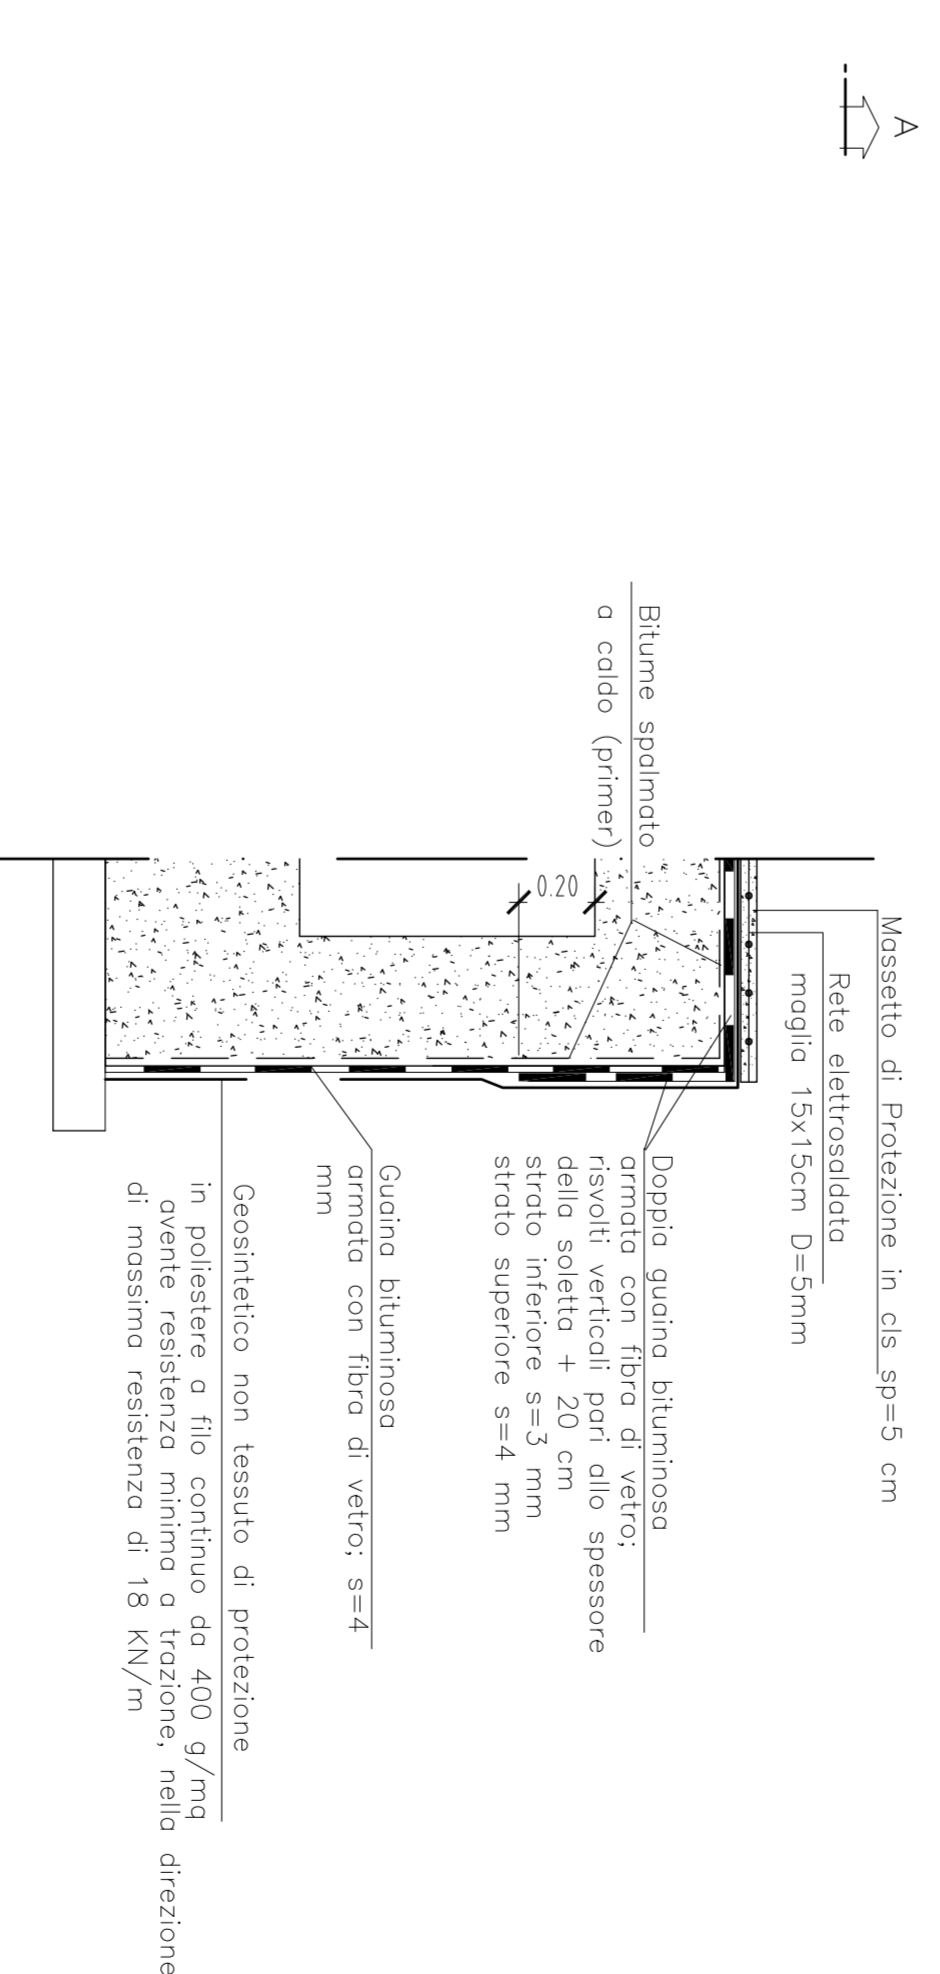 A
Massetto di Protezione in cls sp=5 cm
Rete elettrosaldata
maglia 15x15cm D=5mm
Bitume spalmato
a caldo (primer)
0.20
Doppia guaina bituminosa
armata con fibra di vetro;
risvolti verticali pari allo spessore
della soletta + 20 cm
strato inferiore s=3 mm
strato superiore s=4 mm
Guaina bituminosa
armata con fibra di vetro; s=4
mm
Geosintetico non tessuto di protezione
in poliestere a filo continuo da 400 g/mq
avente resistenza minima a trazione, nella direzione
di massima resistenza di 18 KN/m